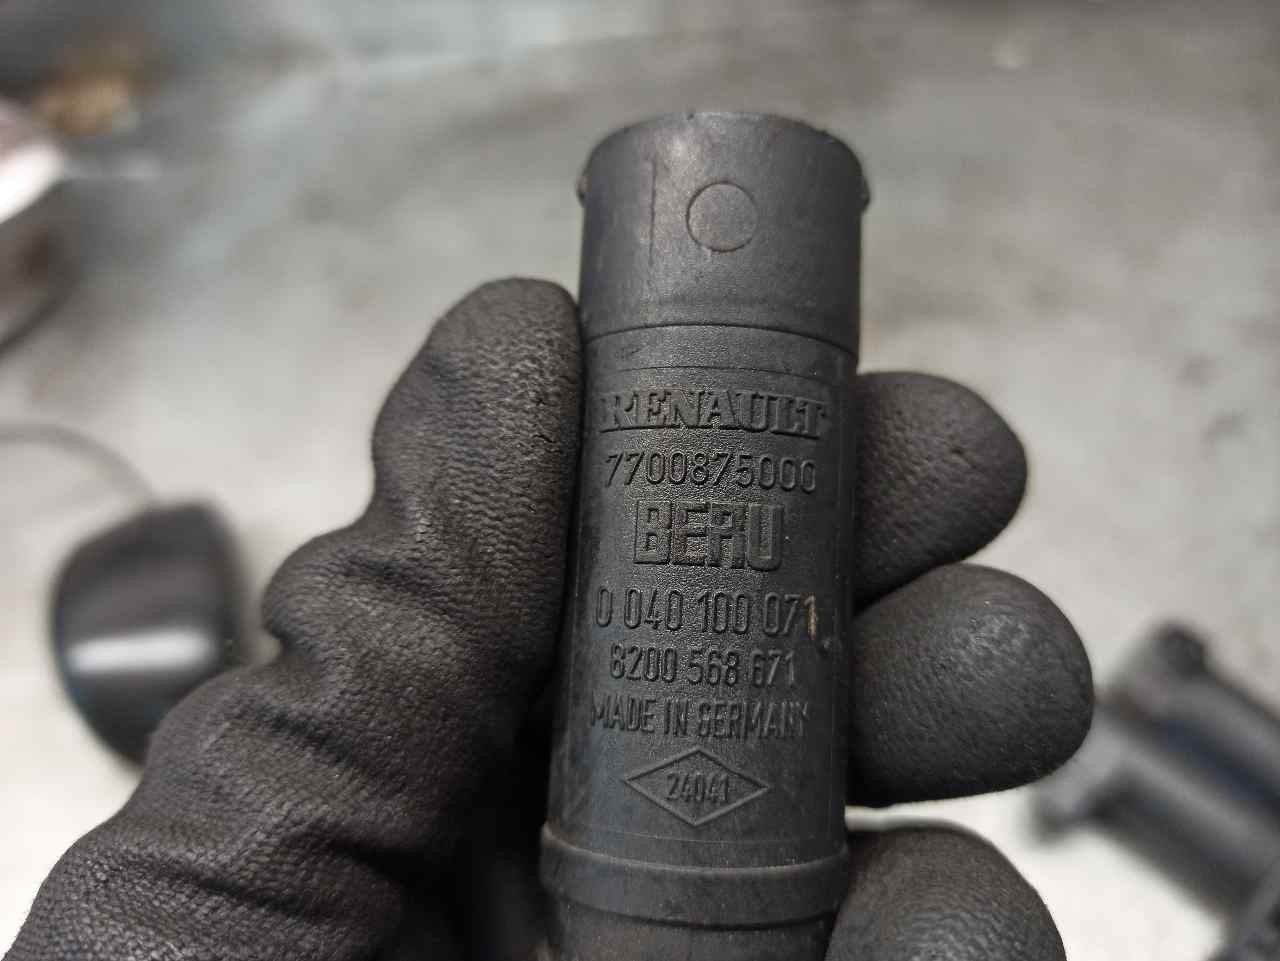 RENAULT
7700875000
BERU
0 040 100 071
8200 568 671
MADE IN GERMANY
24041